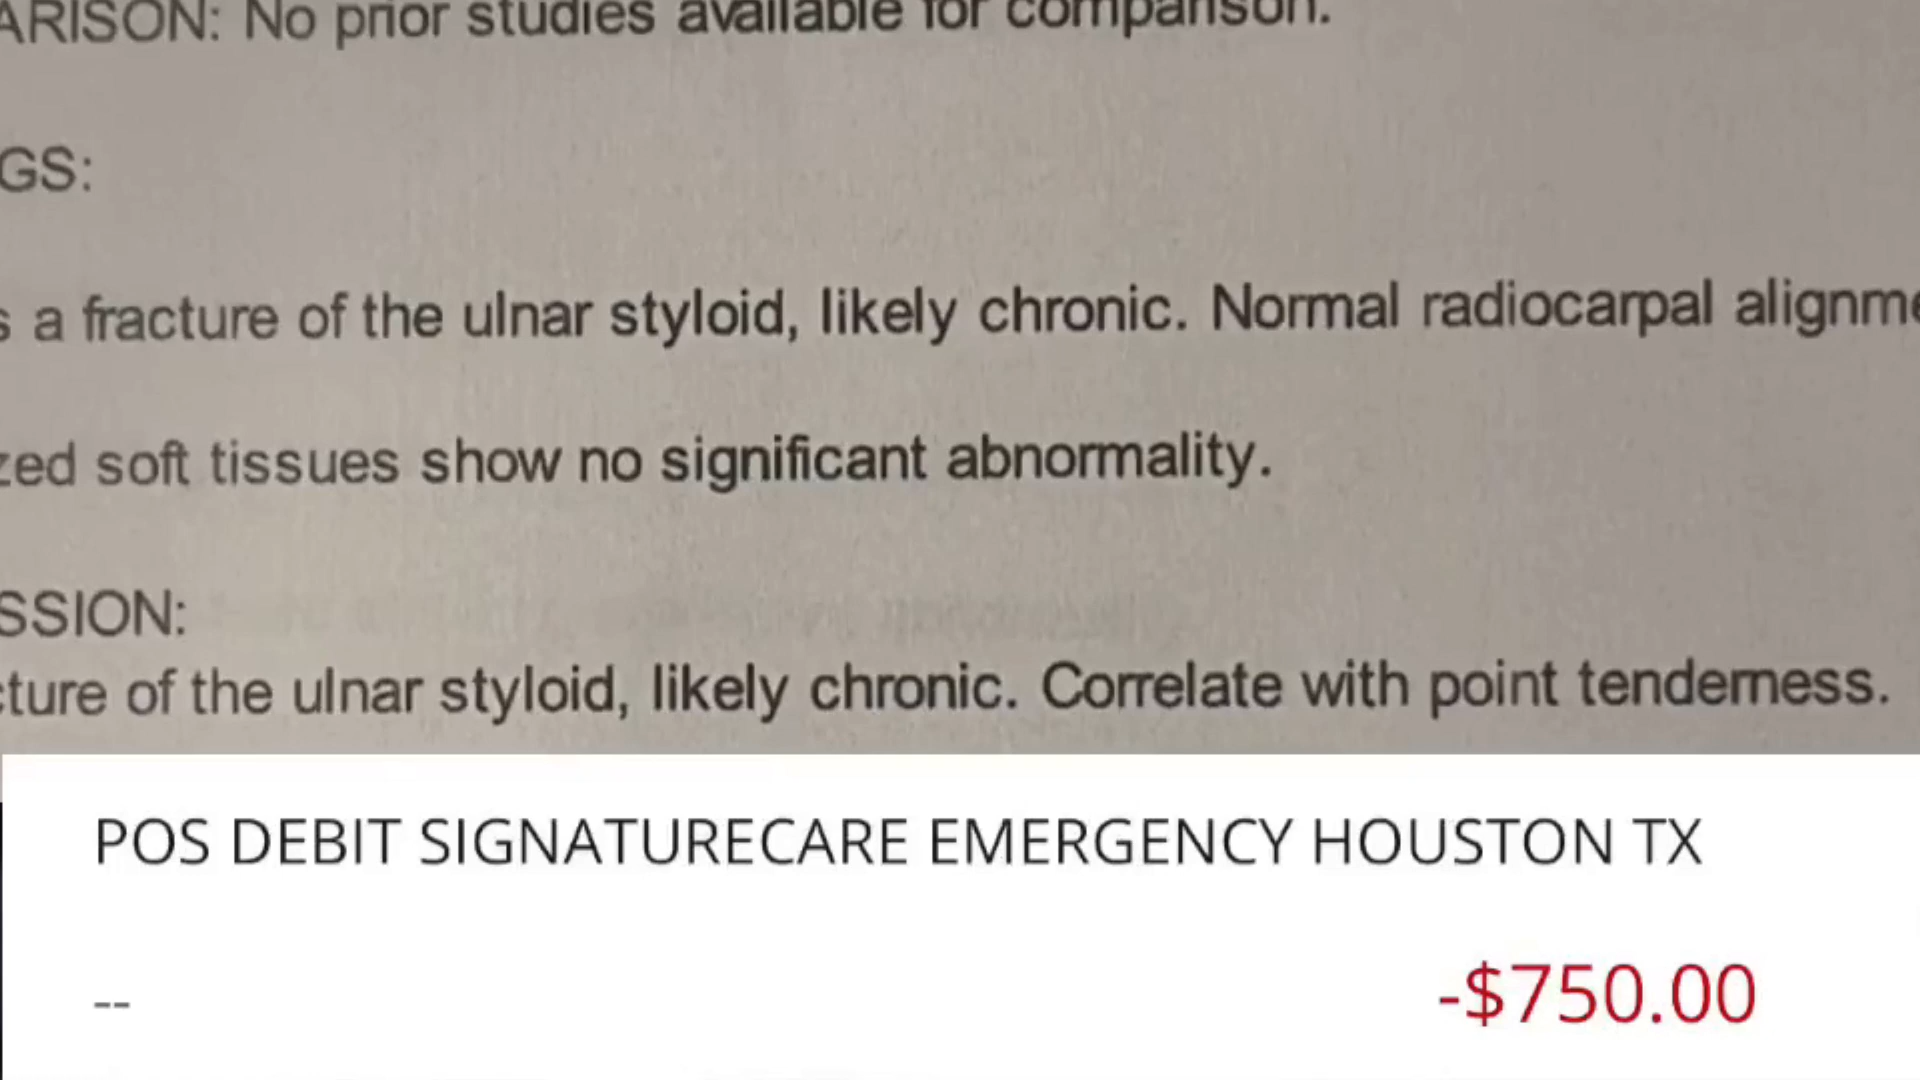 ARISON: No prior studies available for comparison.
GS:
s a fracture of the ulnar styloid, likely chronic. Normal radiocarpal alignme
zed soft tissues show no significant abnormality.
SSION:
cture of the ulnar styloid, likely chronic. Correlate with point tenderness.
POS DEBIT SIGNATURECARE EMERGENCY HOUSTON TX
--
-$750.00